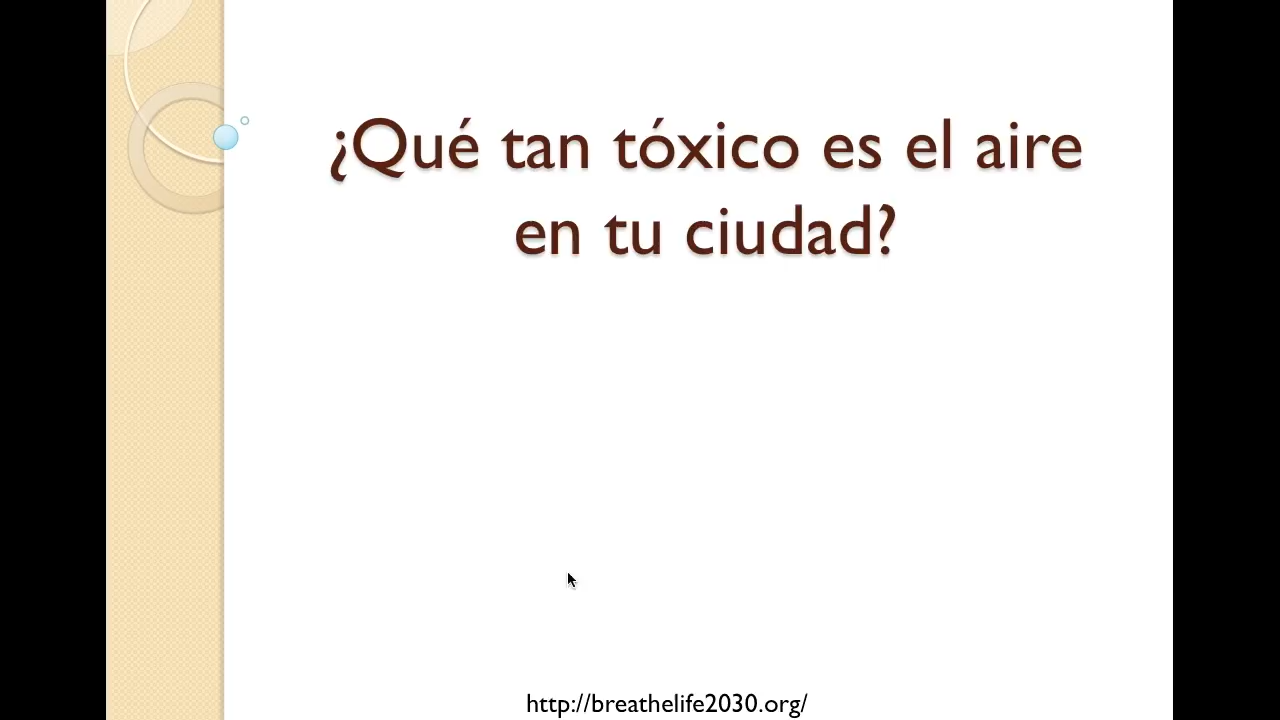 ¿Qué tan tóxico es el aire
en tu ciudad?
http://breathelife2030.org/